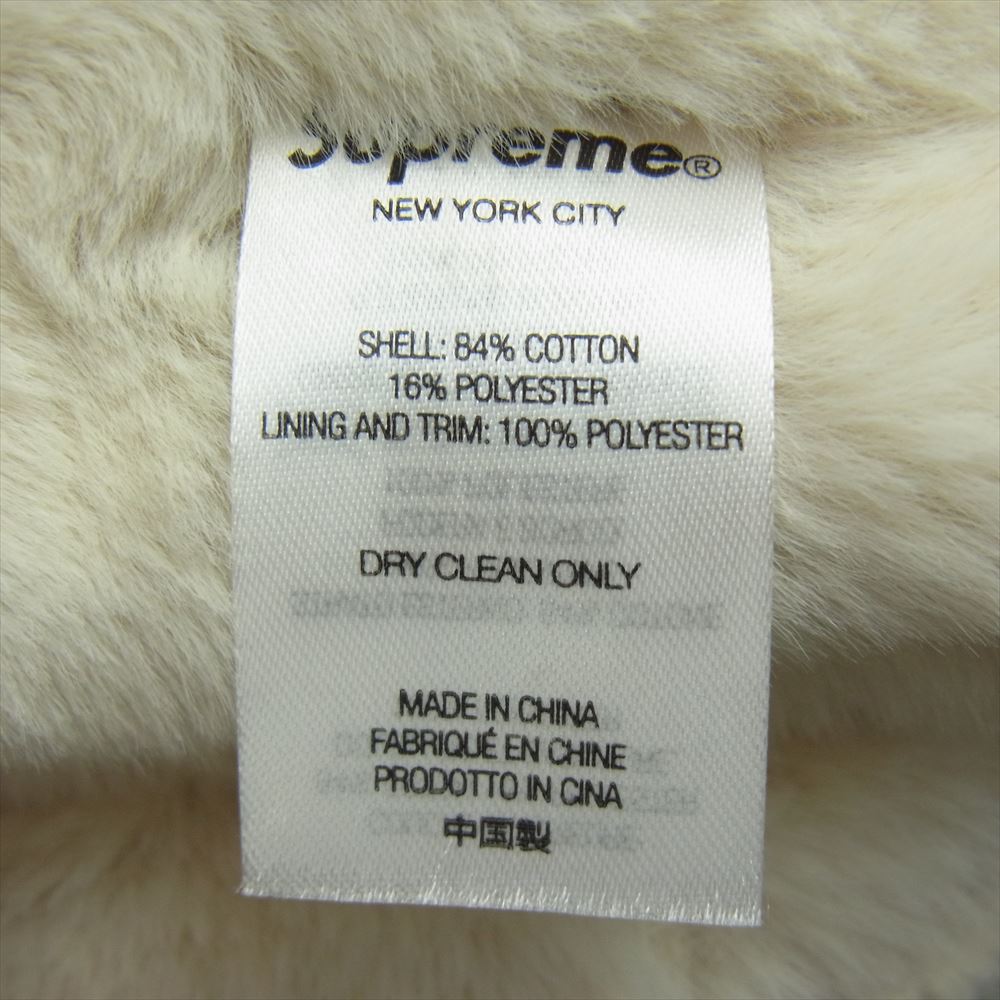 Supreme®
NEW YORK CITY
SHELL: 84% COTTON
16% POLYESTER
LINING AND TRIM: 100% POLYESTER
DRY CLEAN ONLY
MADE IN CHINA
FABRIQUÉ EN CHINE
PRODOTTO IN CINA
中国製